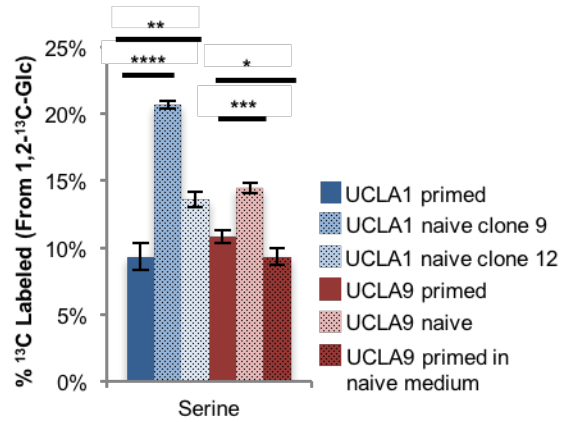 **
****
*
***
% ¹³C Labeled (From 1,2-¹³C-Glc)
25%
20%
15%
10%
5%
0%
Serine
UCLA1 primed
UCLA1 naive clone 9
UCLA1 naive clone 12
UCLA9 primed
UCLA9 naive
UCLA9 primed in
naive medium